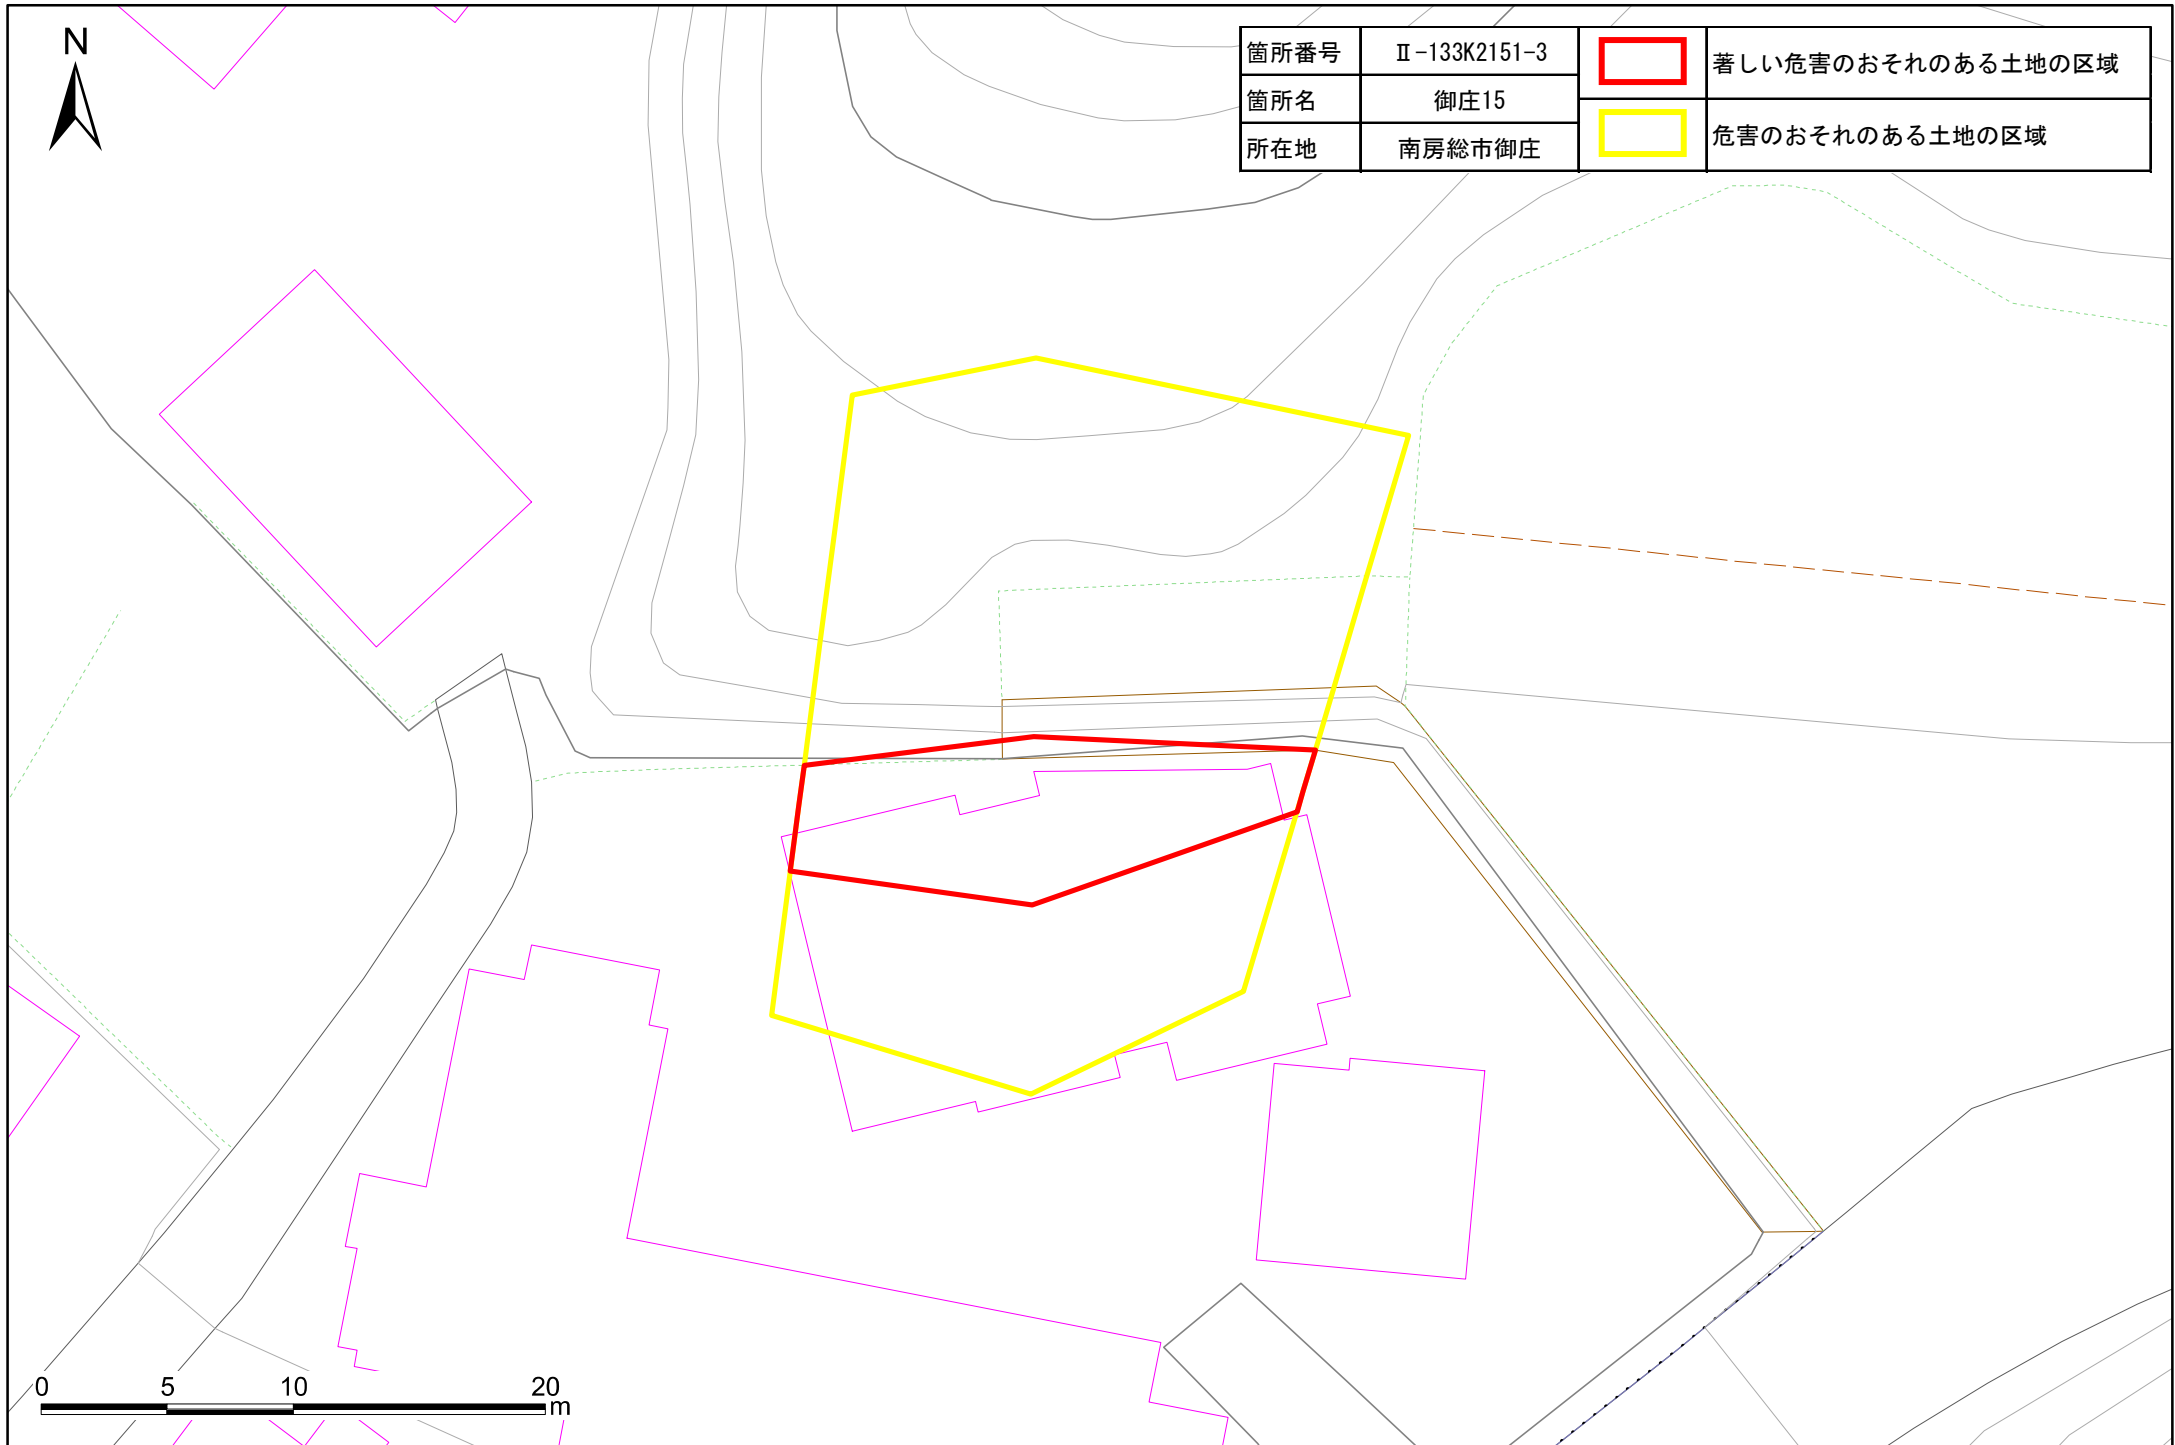 N
箇所番号 Ⅱ-133K2151-3
箇所名 御庄15
所在地 南房総市御庄
著しい危害のおそれのある土地の区域
危害のおそれのある土地の区域
0 5 10 20
m